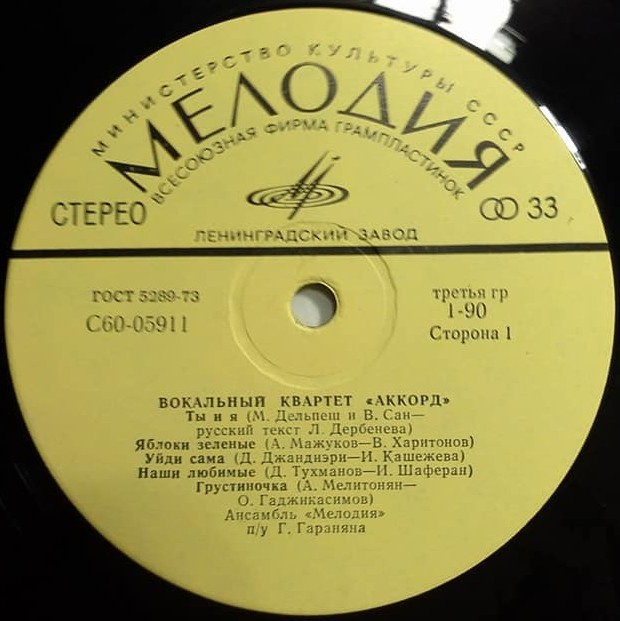 МИНИСТЕРСТВО КУЛЬТУРЫ СССР
МЕЛОДИЯ
ВСЕСОЮЗНАЯ ФИРМА ГРАМПЛАСТИНОК
СТЕРЕО
33
ЛЕНИНГРАДСКИЙ ЗАВОД
ГОСТ 5289-73
С60-05911
третья гр
1-90
Сторона 1
ВОКАЛЬНЫЙ КВАРТЕТ «АККОРД»
Ты и я (М. Дельпеш и В. Сан—
русский текст Л. Дербенева)
Яблоки зеленые (А. Мажуков—В. Харитонов)
Уйди сама (Д. Джандиэри—И. Кашежева)
Наши любимые (Д. Тухманов—И. Шаферан)
Грустиночка (А. Мелитонян—
О. Гаджикасимов)
Ансамбль «Мелодия»
п/у Г. Гараняна